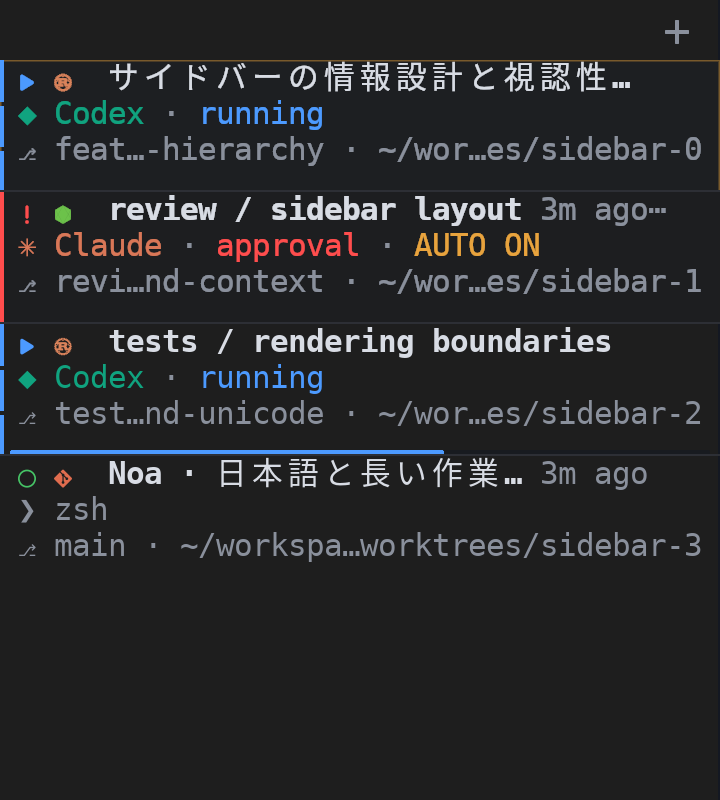 +
サイドバーの情報設計と視認性…
Codex · running
feat…-hierarchy · ~/wor…es/sidebar-0
! review / sidebar layout 3m ago⋯
Claude · approval · AUTO ON
revi…nd-context · ~/wor…es/sidebar-1
tests / rendering boundaries
Codex · running
test…nd-unicode · ~/wor…es/sidebar-2
Noa · 日本語と長い作業… 3m ago
❯ zsh
main · ~/workspa…worktrees/sidebar-3